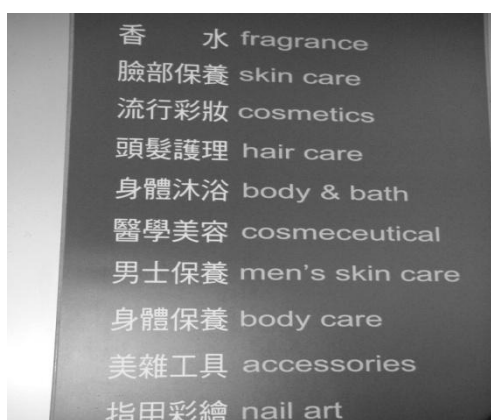 香　　水 fragrance
臉部保養 skin care
流行彩妝 cosmetics
頭髮護理 hair care
身體沐浴 body & bath
醫學美容 cosmeceutical
男士保養 men's skin care
身體保養 body care
美雜工具 accessories
指甲彩繪 nail art